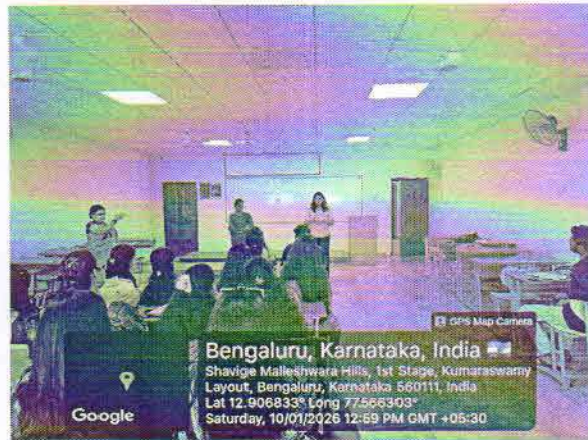 GPS Map Camera
Bengaluru, Karnataka, India
Shavige Malleshwara Hills, 1st Stage, Kumaraswamy
Layout, Bengaluru, Karnataka 560111, India
Lat 12.906833° Long 77.566303°
Saturday, 10/01/2026 12:59 PM GMT +05:30
Google